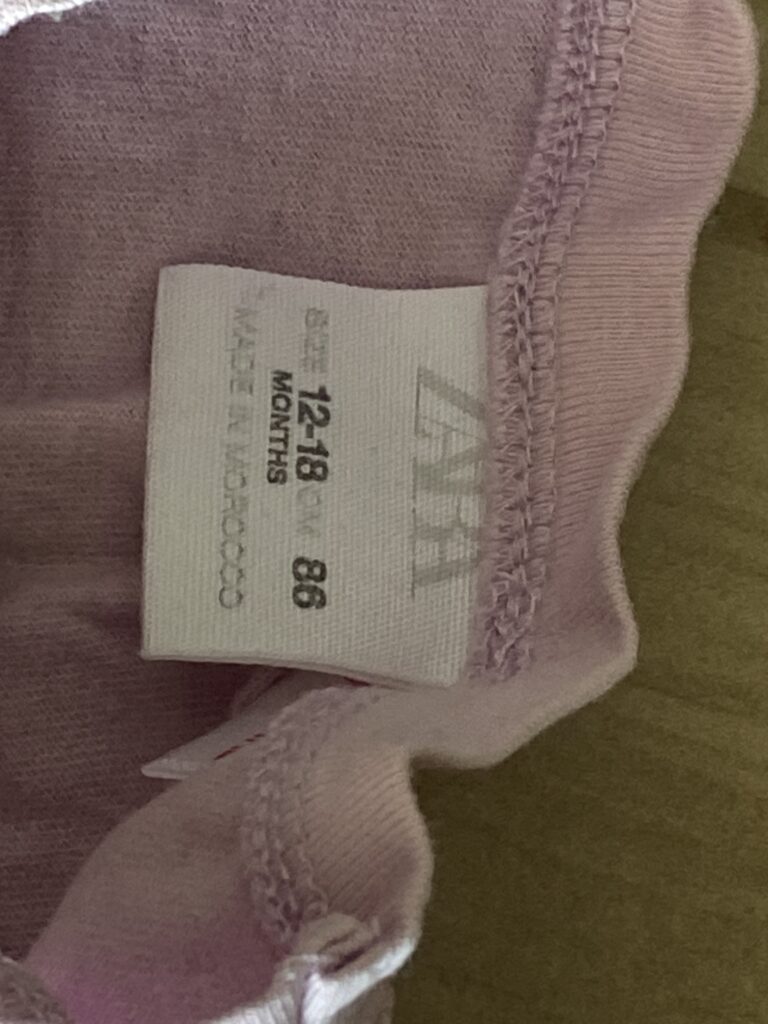 ZARA
SIZE 12-18 CM 86
MONTHS
MADE IN MOROCCO